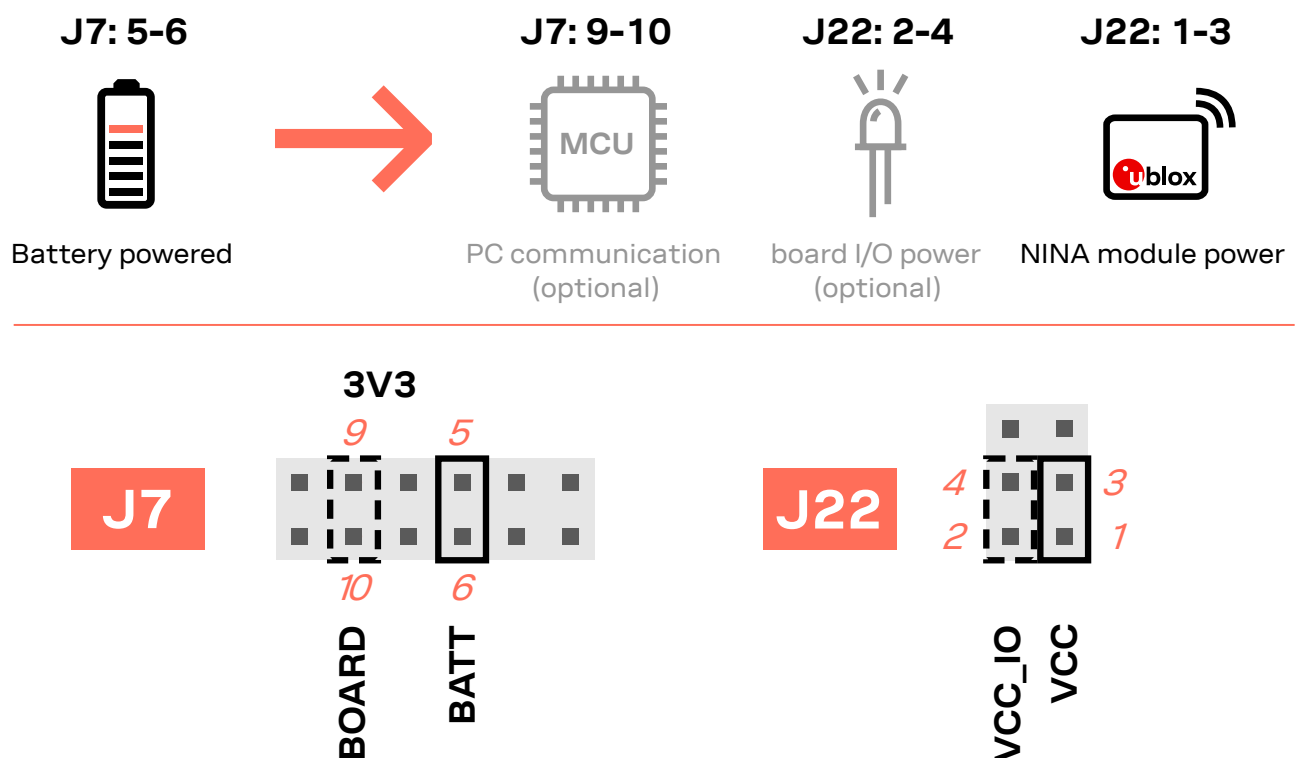 J7: 5-6
J7: 9-10
J22: 2-4
J22: 1-3
MCU
ublox
Battery powered
PC communication
(optional)
board I/O power
(optional)
NINA module power
3V3
9
5
J7
10
6
BOARD
BATT
J22
4
3
2
1
VCC_IO
VCC